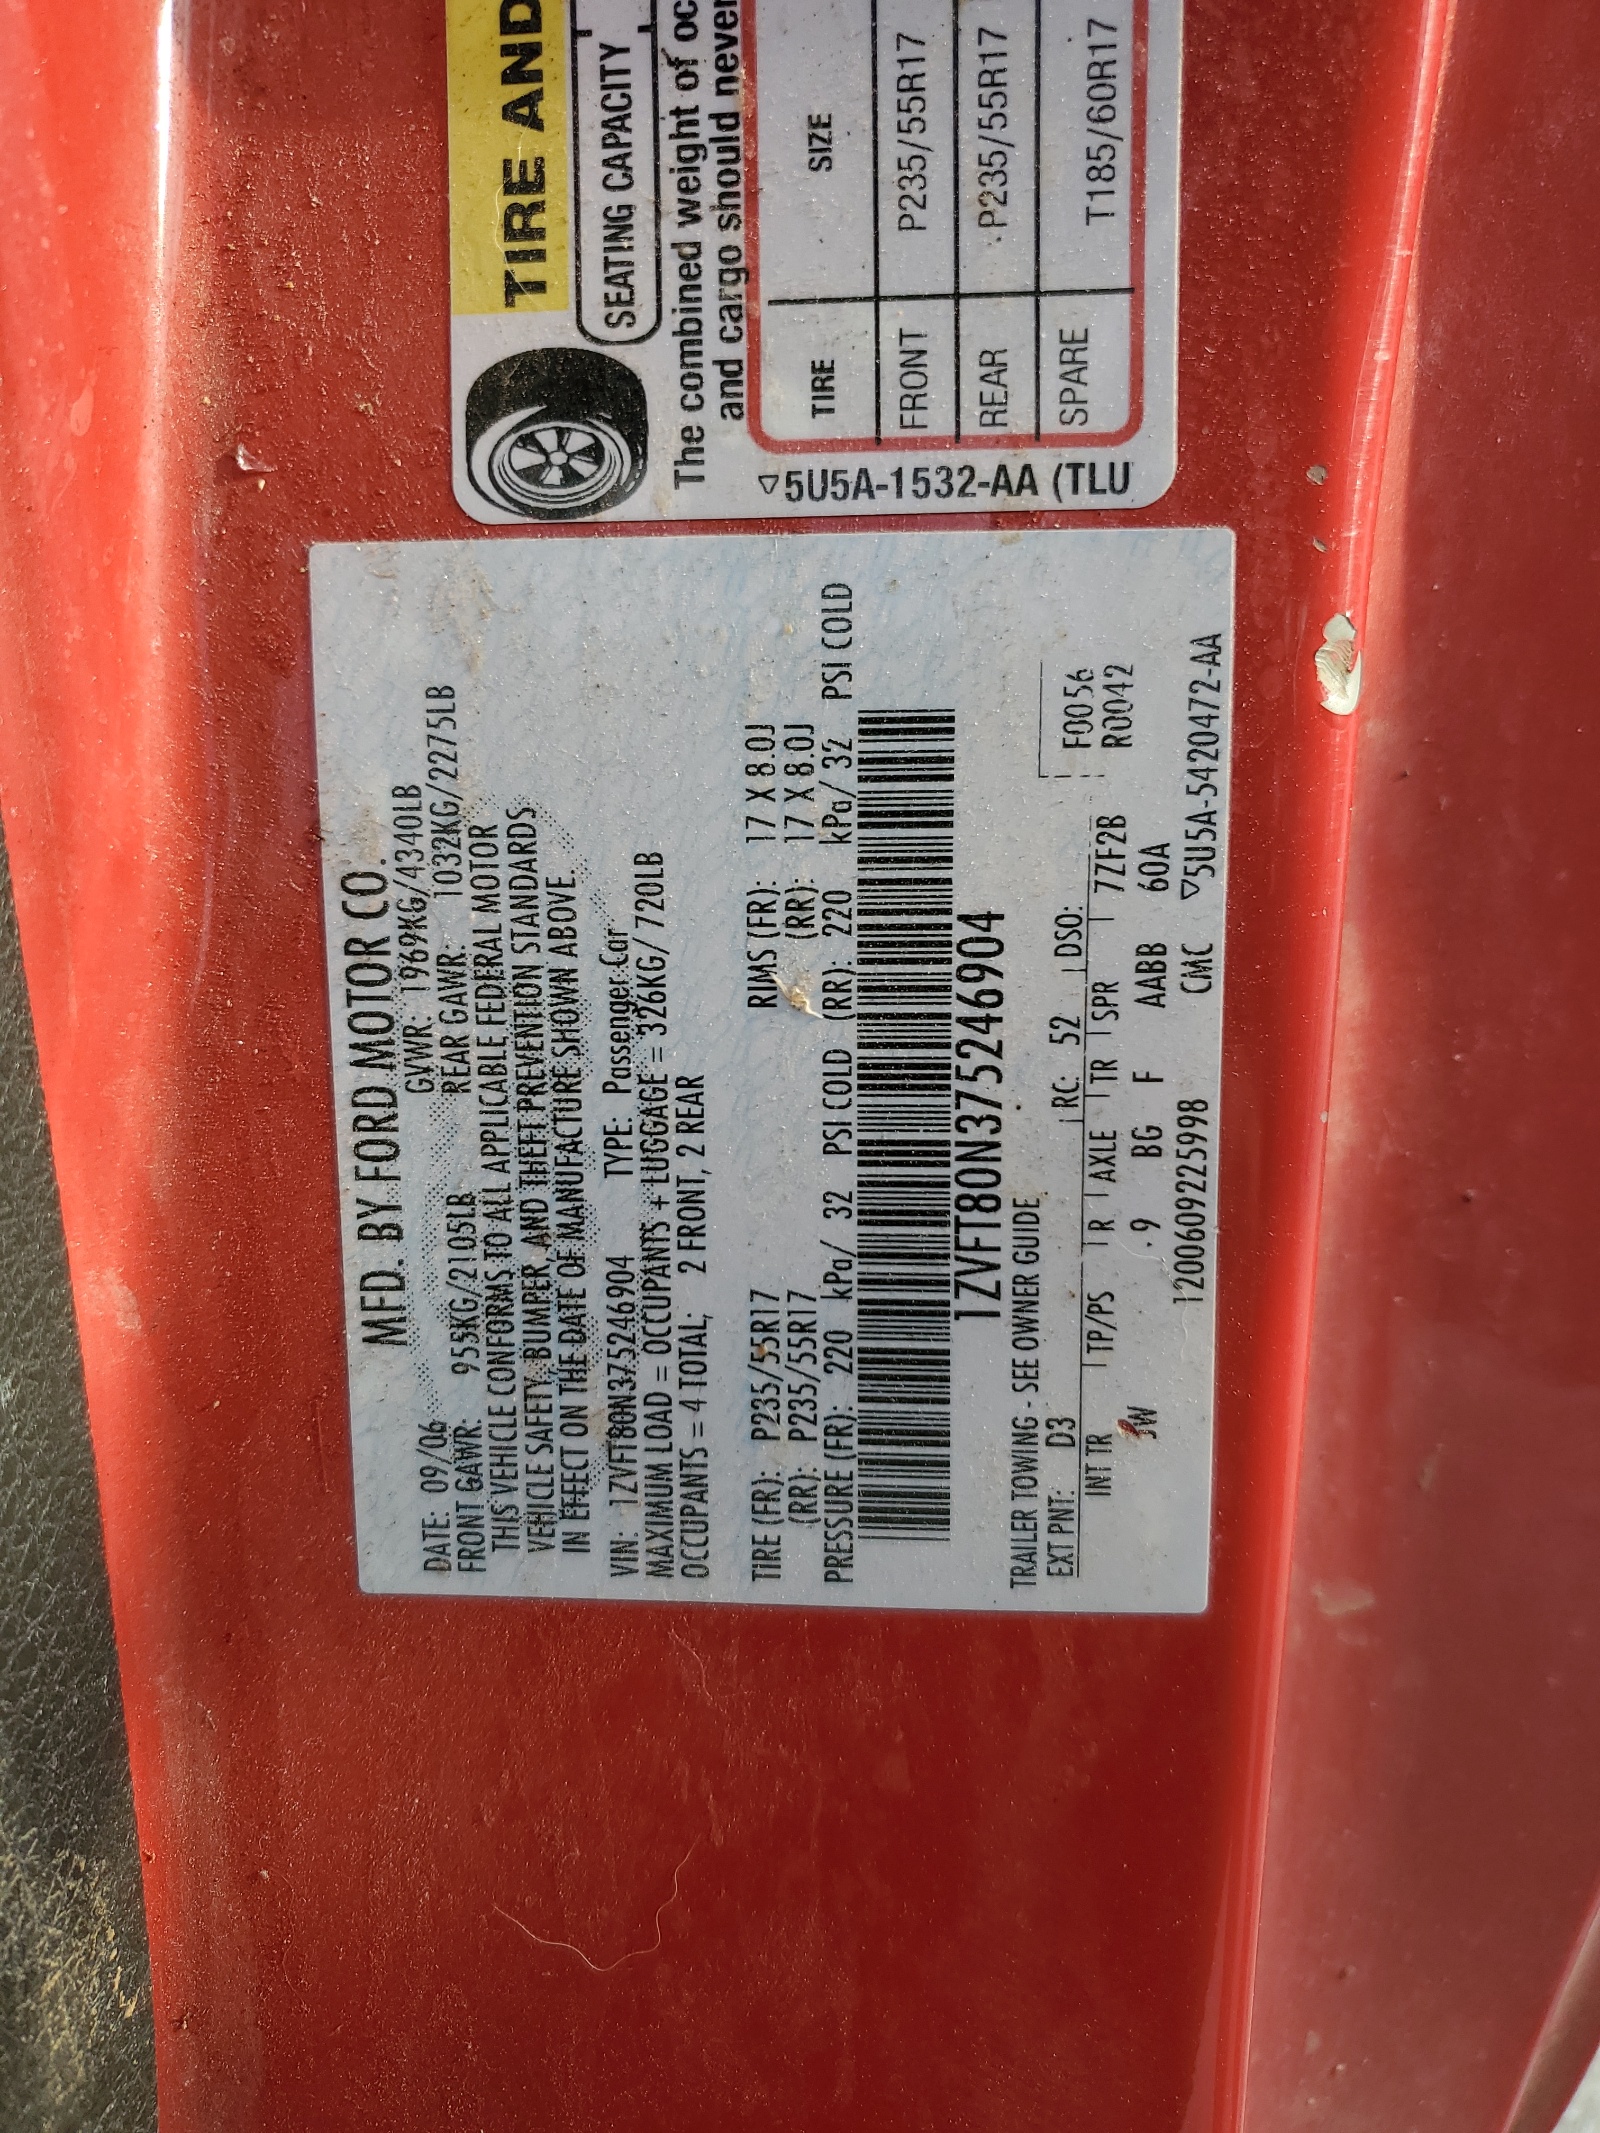 MFD. BY FORD MOTOR CO.
DATE: 09/06 GVWR: 1969KG/4340LB
FRONT GAWR: 955KG/2105LB REAR GAWR: 1032KG/2275LB
THIS VEHICLE CONFORMS TO ALL APPLICABLE FEDERAL MOTOR
VEHICLE SAFETY, BUMPER, AND THEFT PREVENTION STANDARDS
IN EFFECT ON THE DATE OF MANUFACTURE SHOWN ABOVE.
VIN: 1ZVFT80N375246904 TYPE: Passenger Car
MAXIMUM LOAD = OCCUPANTS + LUGGAGE = 326KG/720LB
OCCUPANTS = 4 TOTAL; 2 FRONT, 2 REAR
TIRE (FR): P235/55R17 RIMS (FR): 17 X 8.0J
(RR): P235/55R17 (RR): 17 X 8.0J
PRESSURE (FR): 220 kPa/ 32 PSI COLD (RR): 220 kPa/ 32 PSI COLD
1ZVFT80N375246904
TRAILER TOWING - SEE OWNER GUIDE
F0056
R0042
EXT PNT: D3 RC: 52 DSO:
INT TR TP/PS R AXLE TR SPR 7ZF2B
3W 9 BG F AABB 60A
120060922599B CMC ▽5U5A-5420472-AA
TIRE AND
SEATING CAPACITY
The combined weight of oc
and cargo should never
TIRE SIZE
FRONT P235/55R17
REAR P235/55R17
SPARE T185/60R17
▽5U5A-1532-AA (TLU